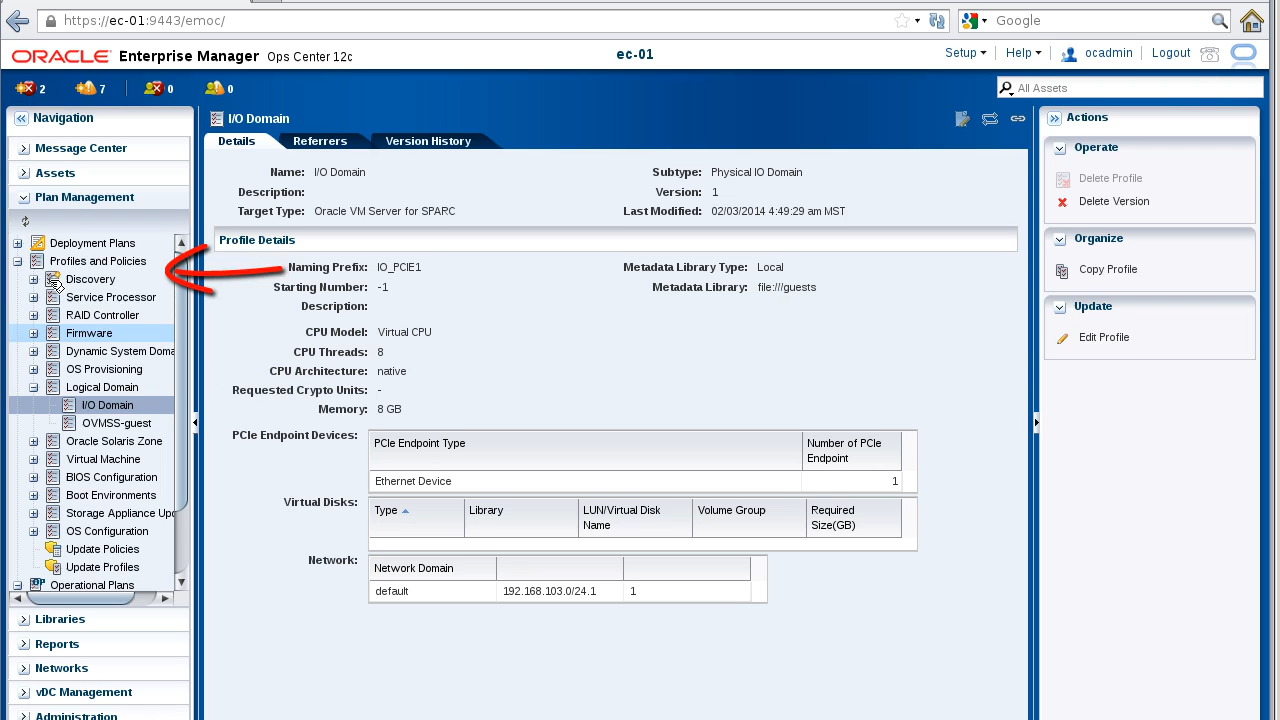 https://ec-01:9443/emoc/
Google
ORACLE Enterprise Manager Ops Center 12c
ec-01
Setup Help ocadmin Logout
2 7 0 0
All Assets
Navigation
Message Center
Assets
Plan Management
Deployment Plans
Profiles and Policies
Discovery
Service Processor
RAID Controller
Firmware
Dynamic System Doma
OS Provisioning
Logical Domain
I/O Domain
OVMSS-guest
Oracle Solaris Zone
Virtual Machine
BIOS Configuration
Boot Environments
Storage Appliance Upd
OS Configuration
Update Policies
Update Profiles
Operational Plans
Libraries
Reports
Networks
vDC Management
Administration
I/O Domain
Details Referrers Version History
Name: I/O Domain
Description:
Target Type: Oracle VM Server for SPARC
Subtype: Physical IO Domain
Version: 1
Last Modified: 02/03/2014 4:49:29 am MST
Profile Details
Naming Prefix: IO_PCIE1
Starting Number: -1
Description:
Metadata Library Type: Local
Metadata Library: file:///guests
CPU Model: Virtual CPU
CPU Threads: 8
CPU Architecture: native
Requested Crypto Units: -
Memory: 8 GB
PCIe Endpoint Devices:
PCIe Endpoint Type Number of PCIe Endpoint
Ethernet Device 1
Virtual Disks:
Type Library LUN/Virtual Disk Name Volume Group Required Size(GB)
Network:
Network Domain
default 192.168.103.0/24.1 1
Actions
Operate
Delete Profile
Delete Version
Organize
Copy Profile
Update
Edit Profile